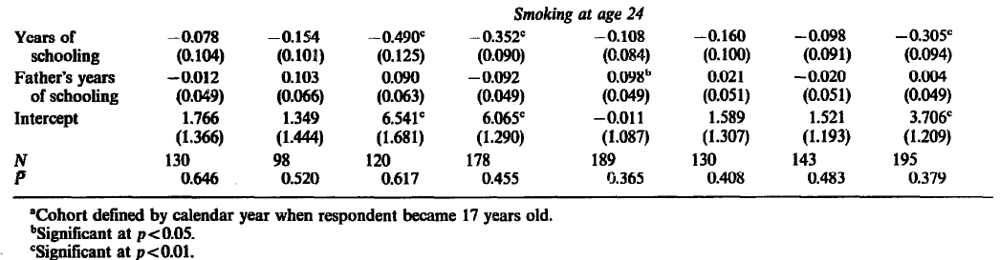 Smoking at age 24
Years of −0.078 −0.154 −0.490ᶜ −0.352ᶜ −0.108 −0.160 −0.098 −0.305ᶜ
schooling (0.104) (0.101) (0.125) (0.090) (0.084) (0.100) (0.091) (0.094)
Father's years −0.012 0.103 0.090 −0.092 0.098ᵇ 0.021 −0.020 0.004
of schooling (0.049) (0.066) (0.063) (0.049) (0.049) (0.051) (0.051) (0.049)
Intercept 1.766 1.349 6.541ᶜ 6.065ᶜ −0.011 1.589 1.521 3.706ᶜ
(1.366) (1.444) (1.681) (1.290) (1.087) (1.307) (1.193) (1.209)
N 130 98 120 178 189 130 143 195
P̄ 0.646 0.520 0.617 0.455 0.365 0.408 0.483 0.379
ᵃCohort defined by calendar year when respondent became 17 years old.
ᵇSignificant at p<0.05.
ᶜSignificant at p<0.01.